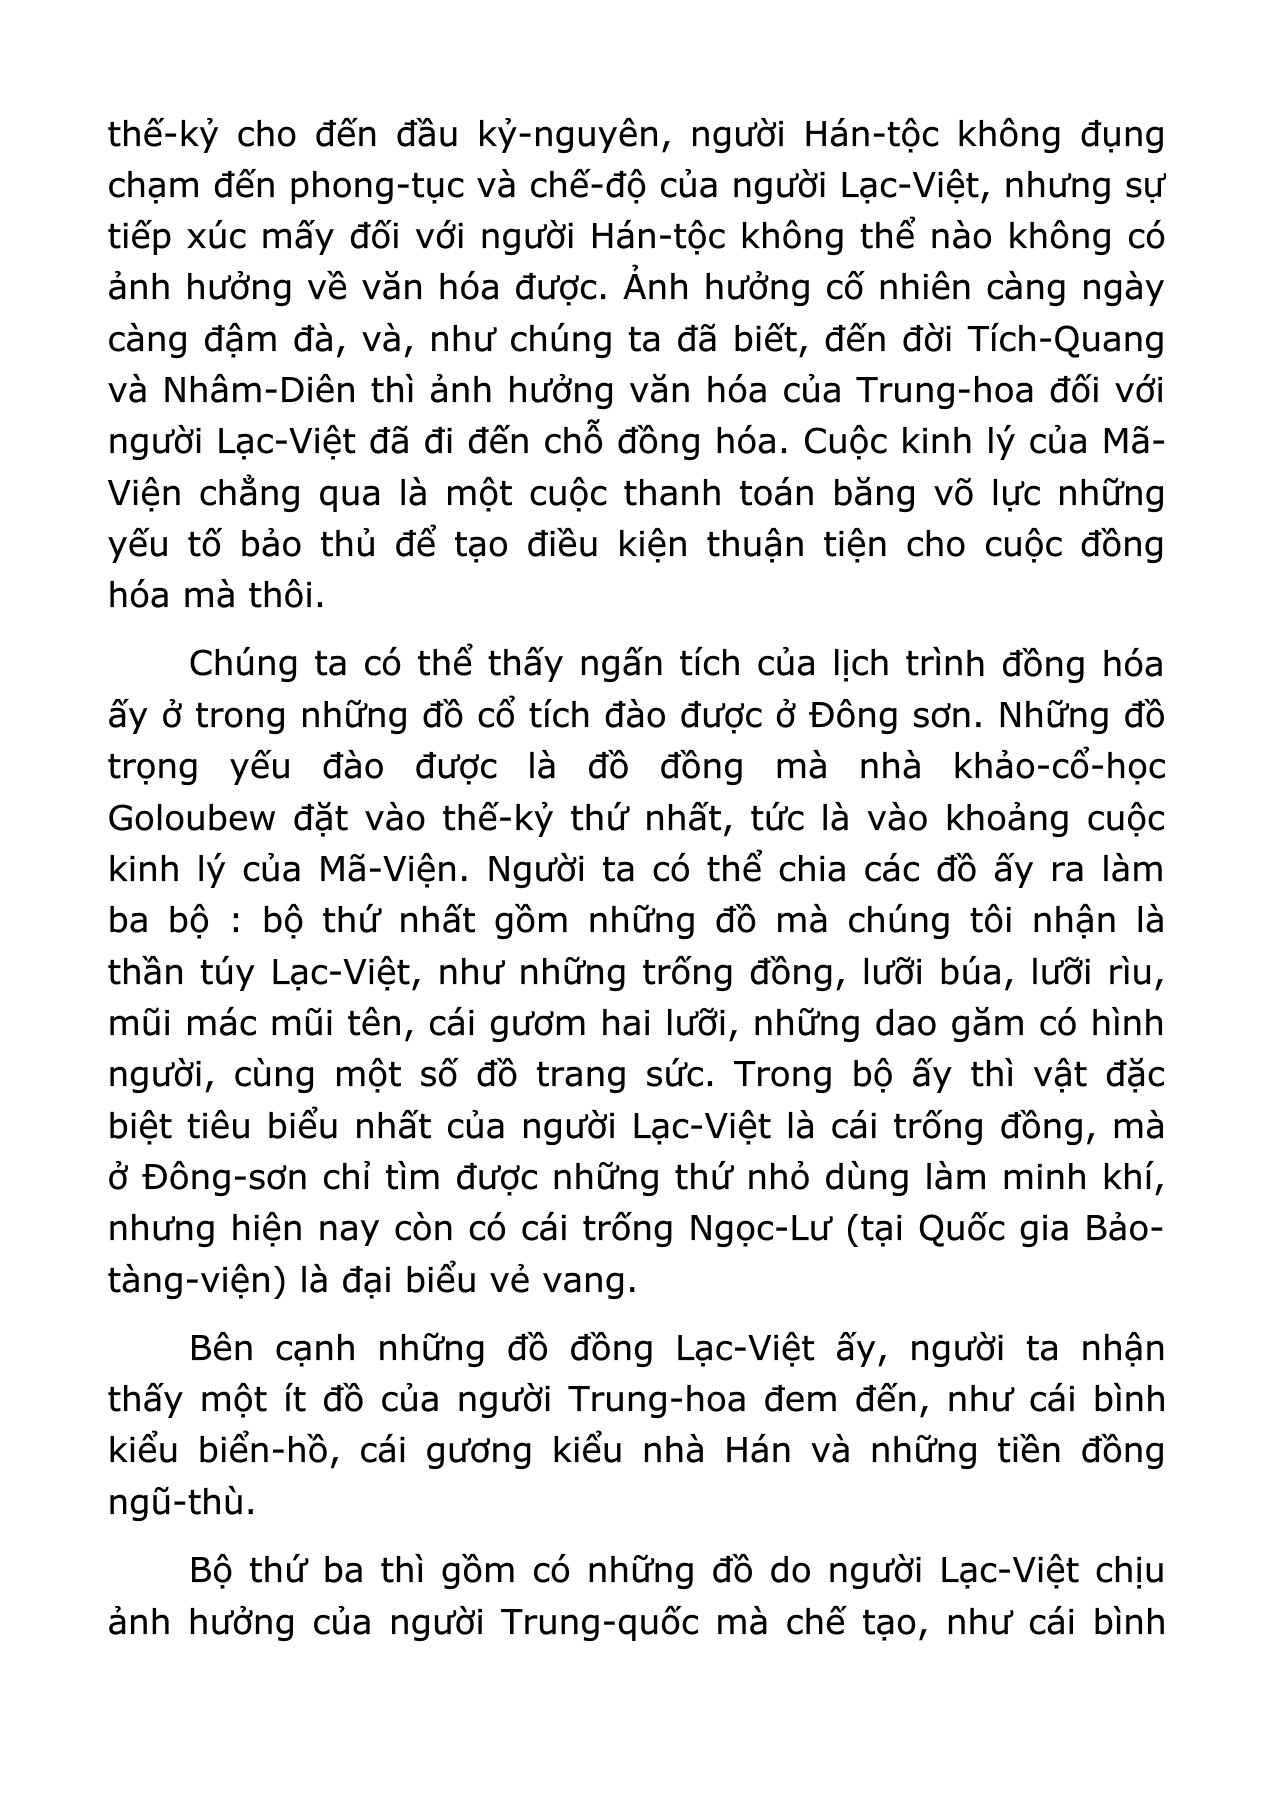 thế-kỷ cho đến đầu kỷ-nguyên, người Hán-tộc không đụng
chạm đến phong-tục và chế-độ của người Lạc-Việt, nhưng sự
tiếp xúc mấy đối với người Hán-tộc không thể nào không có
ảnh hưởng về văn hóa được. Ảnh hưởng cố nhiên càng ngày
càng đậm đà, và, như chúng ta đã biết, đến đời Tích-Quang
và Nhâm-Diên thì ảnh hưởng văn hóa của Trung-hoa đối với
người Lạc-Việt đã đi đến chỗ đồng hóa. Cuộc kinh lý của Mã-
Viện chẳng qua là một cuộc thanh toán băng võ lực những
yếu tố bảo thủ để tạo điều kiện thuận tiện cho cuộc đồng
hóa mà thôi.
Chúng ta có thể thấy ngấn tích của lịch trình đồng hóa
ấy ở trong những đồ cổ tích đào được ở Đông sơn. Những đồ
trọng yếu đào được là đồ đồng mà nhà khảo-cổ-học
Goloubew đặt vào thế-kỷ thứ nhất, tức là vào khoảng cuộc
kinh lý của Mã-Viện. Người ta có thể chia các đồ ấy ra làm
ba bộ : bộ thứ nhất gồm những đồ mà chúng tôi nhận là
thần túy Lạc-Việt, như những trống đồng, lưỡi búa, lưỡi rìu,
mũi mác mũi tên, cái gươm hai lưỡi, những dao găm có hình
người, cùng một số đồ trang sức. Trong bộ ấy thì vật đặc
biệt tiêu biểu nhất của người Lạc-Việt là cái trống đồng, mà
ở Đông-sơn chỉ tìm được những thứ nhỏ dùng làm minh khí,
nhưng hiện nay còn có cái trống Ngọc-Lư (tại Quốc gia Bảo-
tàng-viện) là đại biểu vẻ vang.
Bên cạnh những đồ đồng Lạc-Việt ấy, người ta nhận
thấy một ít đồ của người Trung-hoa đem đến, như cái bình
kiểu biển-hồ, cái gương kiểu nhà Hán và những tiền đồng
ngũ-thù.
Bộ thứ ba thì gồm có những đồ do người Lạc-Việt chịu
ảnh hưởng của người Trung-quốc mà chế tạo, như cái bình